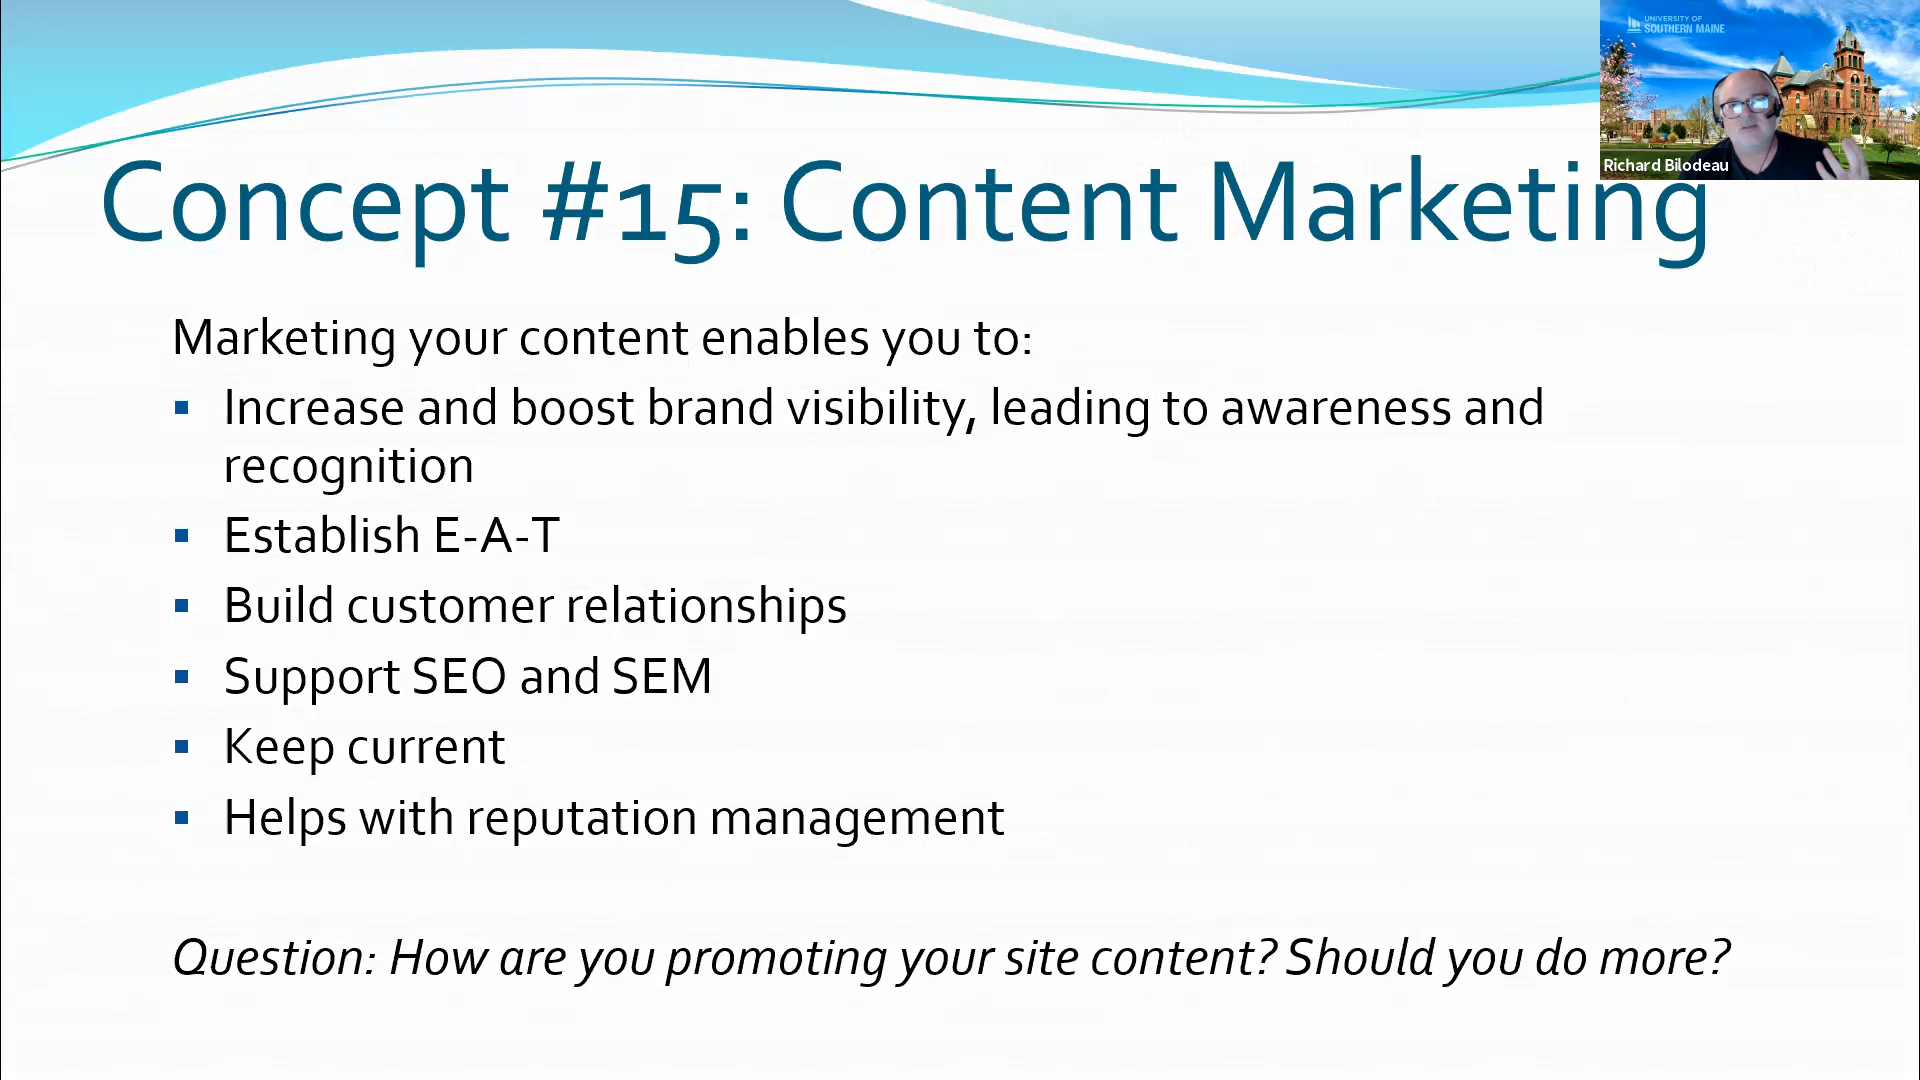 UNIVERSITY OF
SOUTHERN MAINE
Richard Bilodeau
Concept #15: Content Marketing
Marketing your content enables you to:
▪ Increase and boost brand visibility, leading to awareness and
recognition
▪ Establish E-A-T
▪ Build customer relationships
▪ Support SEO and SEM
▪ Keep current
▪ Helps with reputation management
Question: How are you promoting your site content? Should you do more?